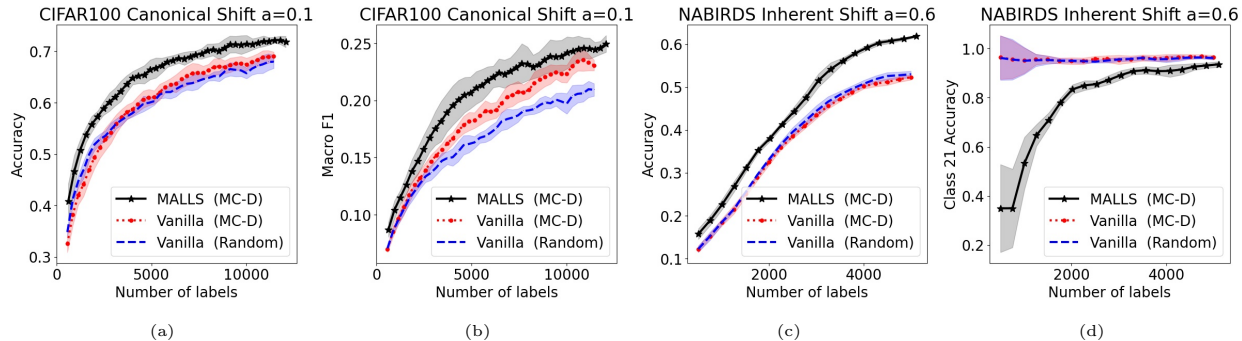 CIFAR100 Canonical Shift a=0.1
Accuracy
0.7
0.6
0.5
0.4
0.3
0
5000
10000
Number of labels
MALLS (MC-D)
Vanilla (MC-D)
Vanilla (Random)
(a)
CIFAR100 Canonical Shift a=0.1
Macro F1
0.25
0.20
0.15
0.10
0
5000
10000
Number of labels
MALLS (MC-D)
Vanilla (MC-D)
Vanilla (Random)
(b)
NABIRDS Inherent Shift a=0.6
Accuracy
0.6
0.5
0.4
0.3
0.2
0.1
2000
4000
Number of labels
MALLS (MC-D)
Vanilla (MC-D)
Vanilla (Random)
(c)
NABIRDS Inherent Shift a=0.6
Class 21 Accuracy
1.0
0.8
0.6
0.4
0.2
2000
4000
Number of labels
MALLS (MC-D)
Vanilla (MC-D)
Vanilla (Random)
(d)